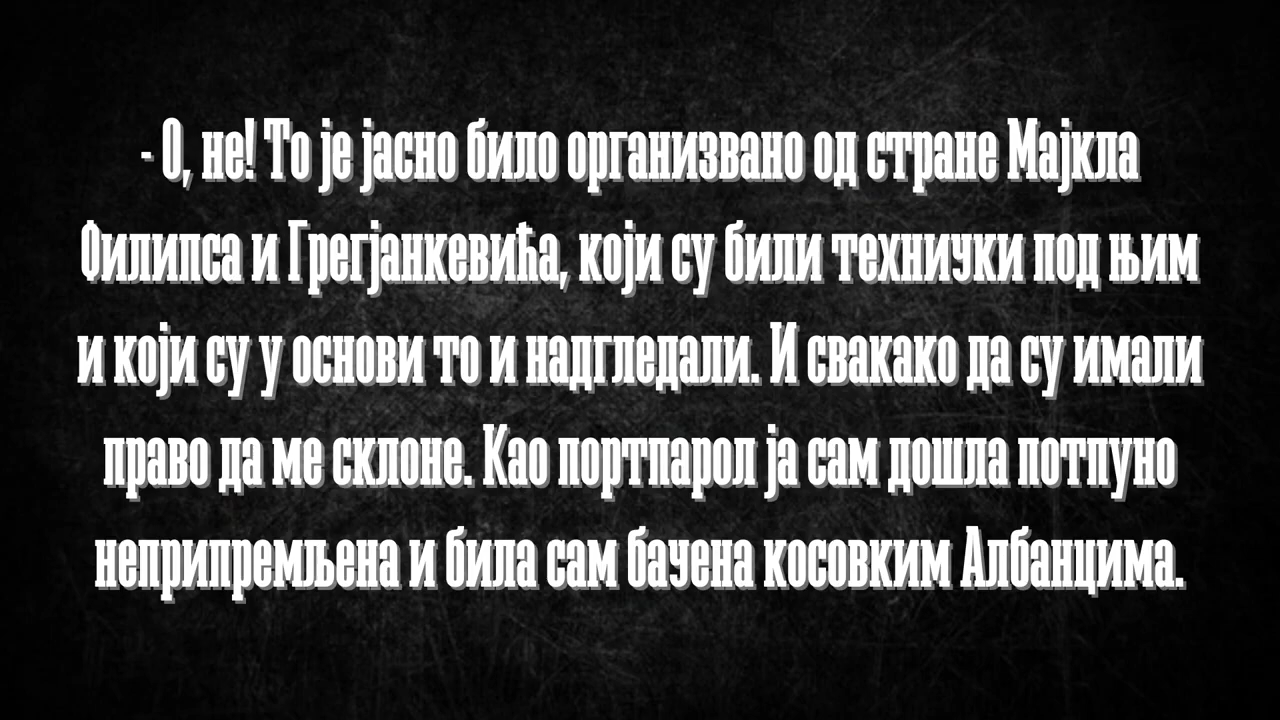 - О, не! То је јасно било организвано од стране Мајкла
Филипса и Грегјанкевића, који су били технички под њим
и који су у основи то и надгледали. И свакако да су имали
право да ме склоне. Као портпарол ја сам дошла потпуно
неприпремљена и била сам бачена косовким Албанцима.